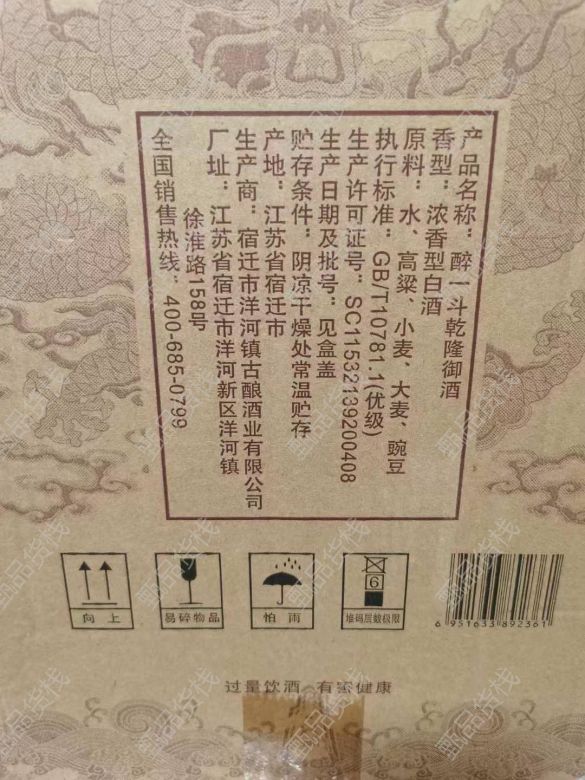 产品名称：醉一斗乾隆御酒
香型：浓香型白酒
原料：水、高粱、小麦、大麦、豌豆
执行标准：GB/T10781.1(优级)
生产许可证号：SC11532139200408
生产日期及批号：见盒盖
贮存条件：阴凉干燥处常温贮存
产地：江苏省宿迁市
生产商：宿迁市洋河镇古酿酒业有限公司
厂址：江苏省宿迁市洋河新区洋河镇
徐淮路158号
全国销售热线：400-685-0799
向上
易碎物品
怕雨
6
堆码层数极限
6951633892361
过量饮酒 有害健康
甄品货栈